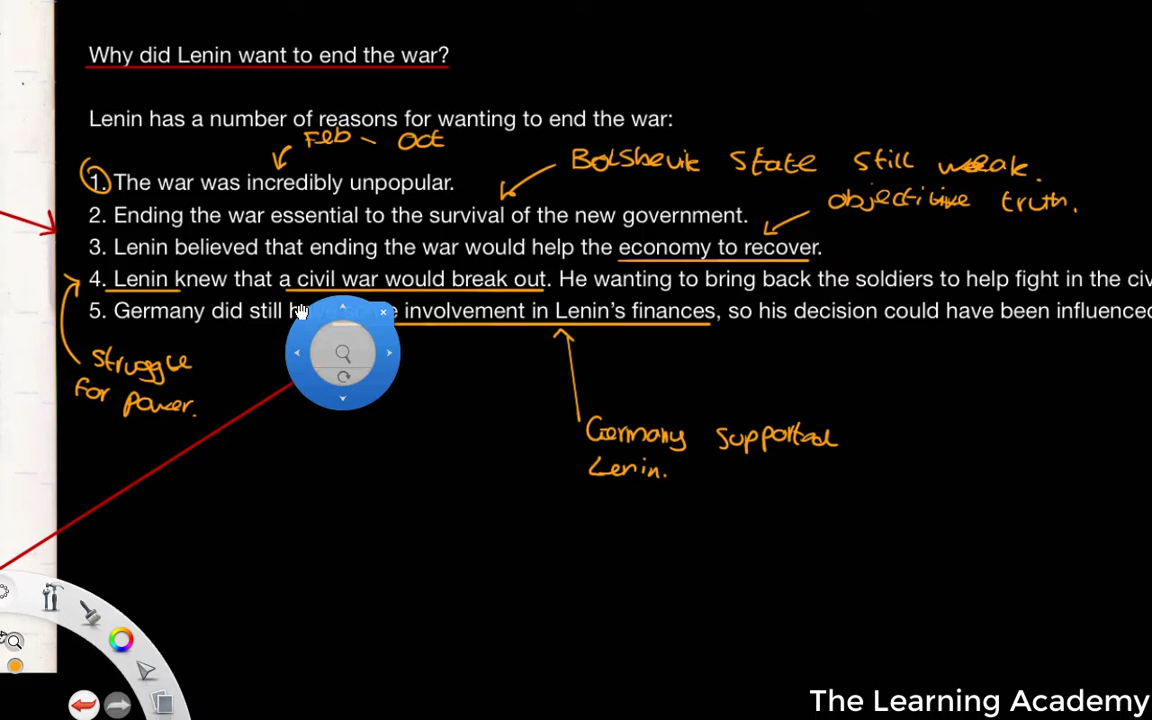 Why did Lenin want to end the war?
Lenin has a number of reasons for wanting to end the war:
Feb - Oct
Bolshevik State still weak.
1. The war was incredibly unpopular.
objective truth.
2. Ending the war essential to the survival of the new government.
3. Lenin believed that ending the war would help the economy to recover.
4. Lenin knew that a civil war would break out. He wanting to bring back the soldiers to help fight in the civ
5. Germany did still involvement in Lenin's finances, so his decision could have been influenced
Struggle
for power.
Germany supported
Lenin.
The Learning Academy